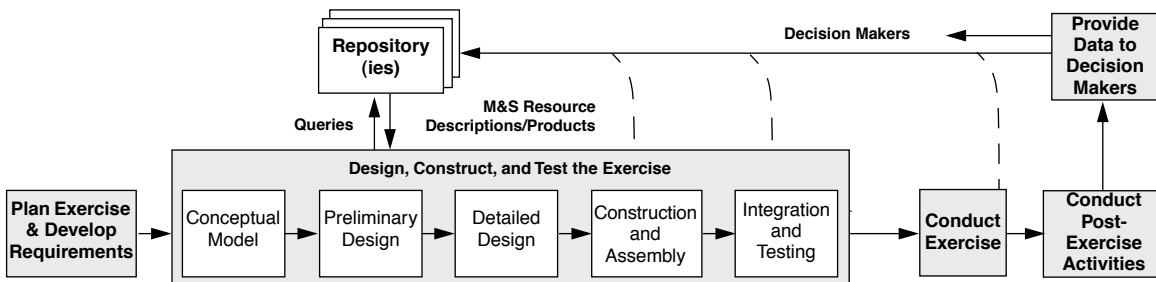 Repository
(ies)
Decision Makers
Provide
Data to
Decision
Makers
Queries
M&S Resource
Descriptions/Products
Design, Construct, and Test the Exercise
Plan Exercise
& Develop
Requirements
Conceptual
Model
Preliminary
Design
Detailed
Design
Construction
and
Assembly
Integration
and
Testing
Conduct
Exercise
Conduct
Post-
Exercise
Activities